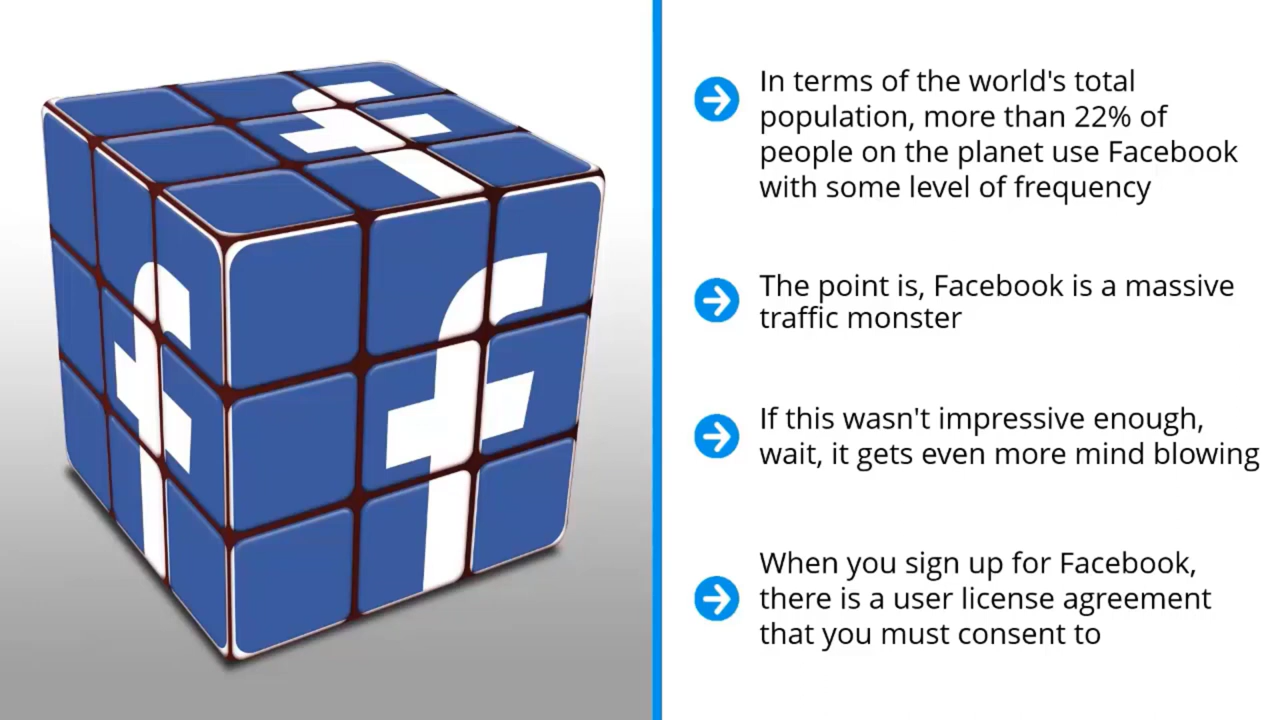 In terms of the world's total
population, more than 22% of
people on the planet use Facebook
with some level of frequency
The point is, Facebook is a massive
traffic monster
If this wasn't impressive enough,
wait, it gets even more mind blowing
When you sign up for Facebook,
there is a user license agreement
that you must consent to